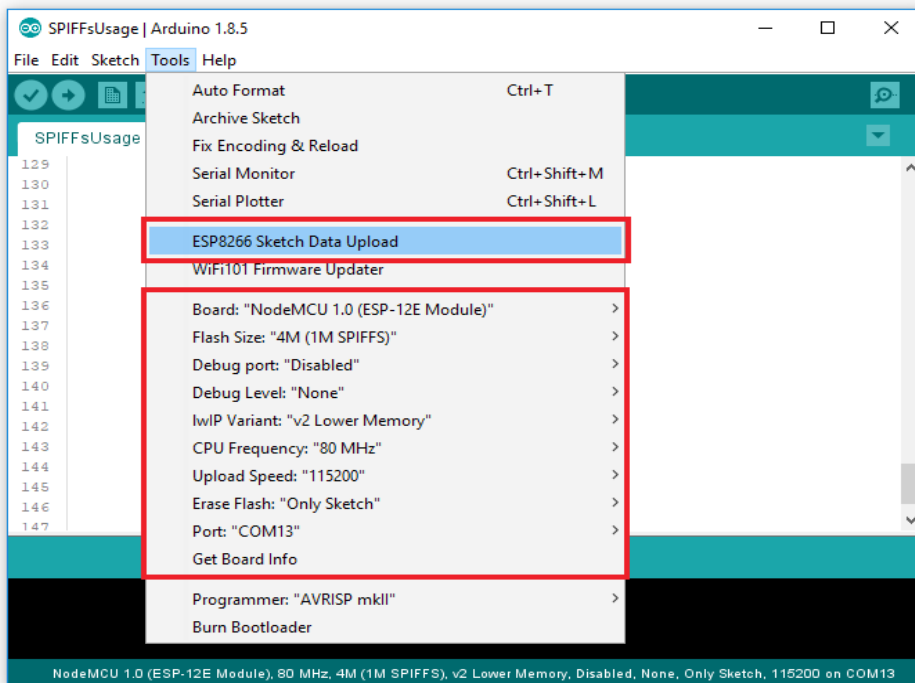 SPIFFsUsage | Arduino 1.8.5
File Edit Sketch Tools Help
SPIFFsUsage
Auto Format Ctrl+T
Archive Sketch
Fix Encoding & Reload
Serial Monitor Ctrl+Shift+M
Serial Plotter Ctrl+Shift+L
ESP8266 Sketch Data Upload
WiFi101 Firmware Updater
Board: "NodeMCU 1.0 (ESP-12E Module)"
Flash Size: "4M (1M SPIFFS)"
Debug port: "Disabled"
Debug Level: "None"
lwIP Variant: "v2 Lower Memory"
CPU Frequency: "80 MHz"
Upload Speed: "115200"
Erase Flash: "Only Sketch"
Port: "COM13"
Get Board Info
Programmer: "AVRISP mkII"
Burn Bootloader
129
130
131
132
133
134
135
136
137
138
139
140
141
142
143
144
145
146
147
NodeMCU 1.0 (ESP-12E Module), 80 MHz, 4M (1M SPIFFS), v2 Lower Memory, Disabled, None, Only Sketch, 115200 on COM13